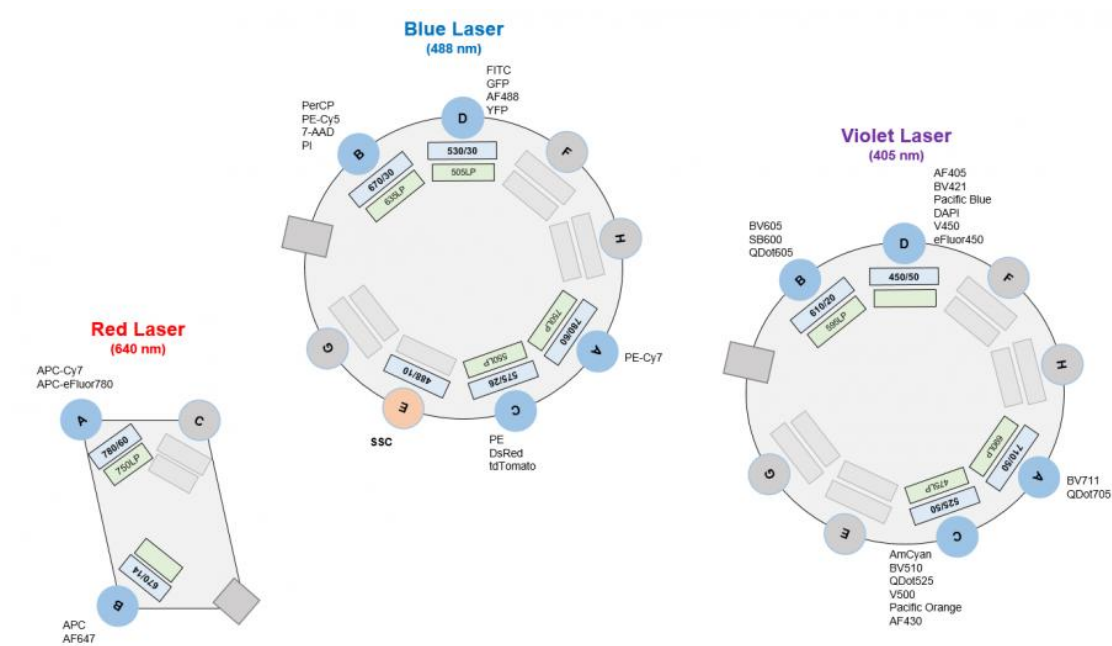 Blue Laser
(488 nm)
FITC
GFP
AF488
YFP
PerCP
PE-Cy5
7-AAD
PI
D
B
F
H
530/30
505LP
670/30
635LP
750LP
780/60
A
PE-Cy7
550LP
575/26
C
PE
DsRed
tdTomato
488/10
E
SSC
G
Violet Laser
(405 nm)
AF405
BV421
Pacific Blue
DAPI
V450
eFluor450
BV605
SB600
QDot605
D
B
F
H
450/50
610/20
595LP
690LP
710/50
A
BV711
QDot705
475LP
525/50
C
E
G
AmCyan
BV510
QDot525
V500
Pacific Orange
AF430
Red Laser
(640 nm)
APC-Cy7
APC-eFluor780
A
C
780/60
750LP
670/14
B
APC
AF647